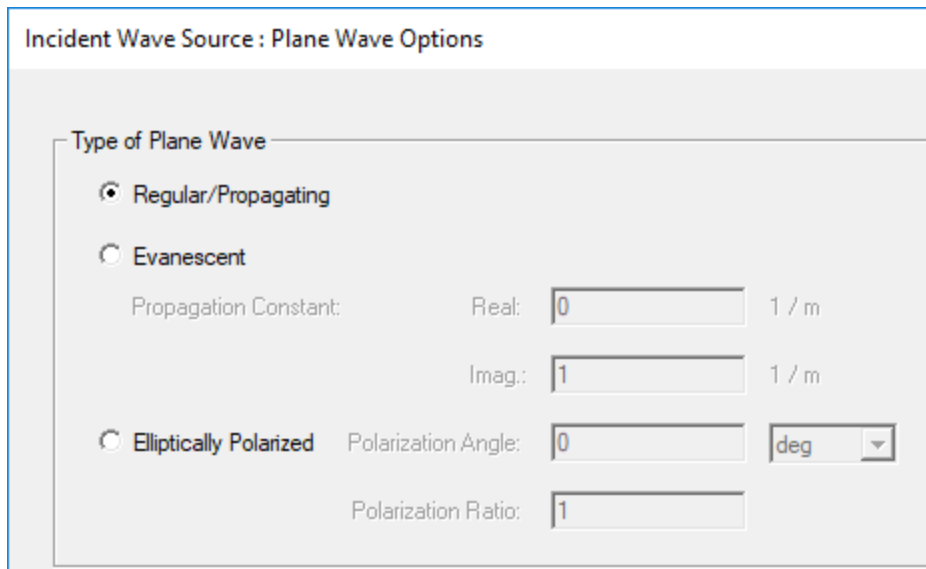 Incident Wave Source : Plane Wave Options
Type of Plane Wave
Regular/Propagating
Evanescent
Propagation Constant: Real: 0 1 / m
Imag.: 1 1 / m
Elliptically Polarized Polarization Angle: 0 deg
Polarization Ratio: 1